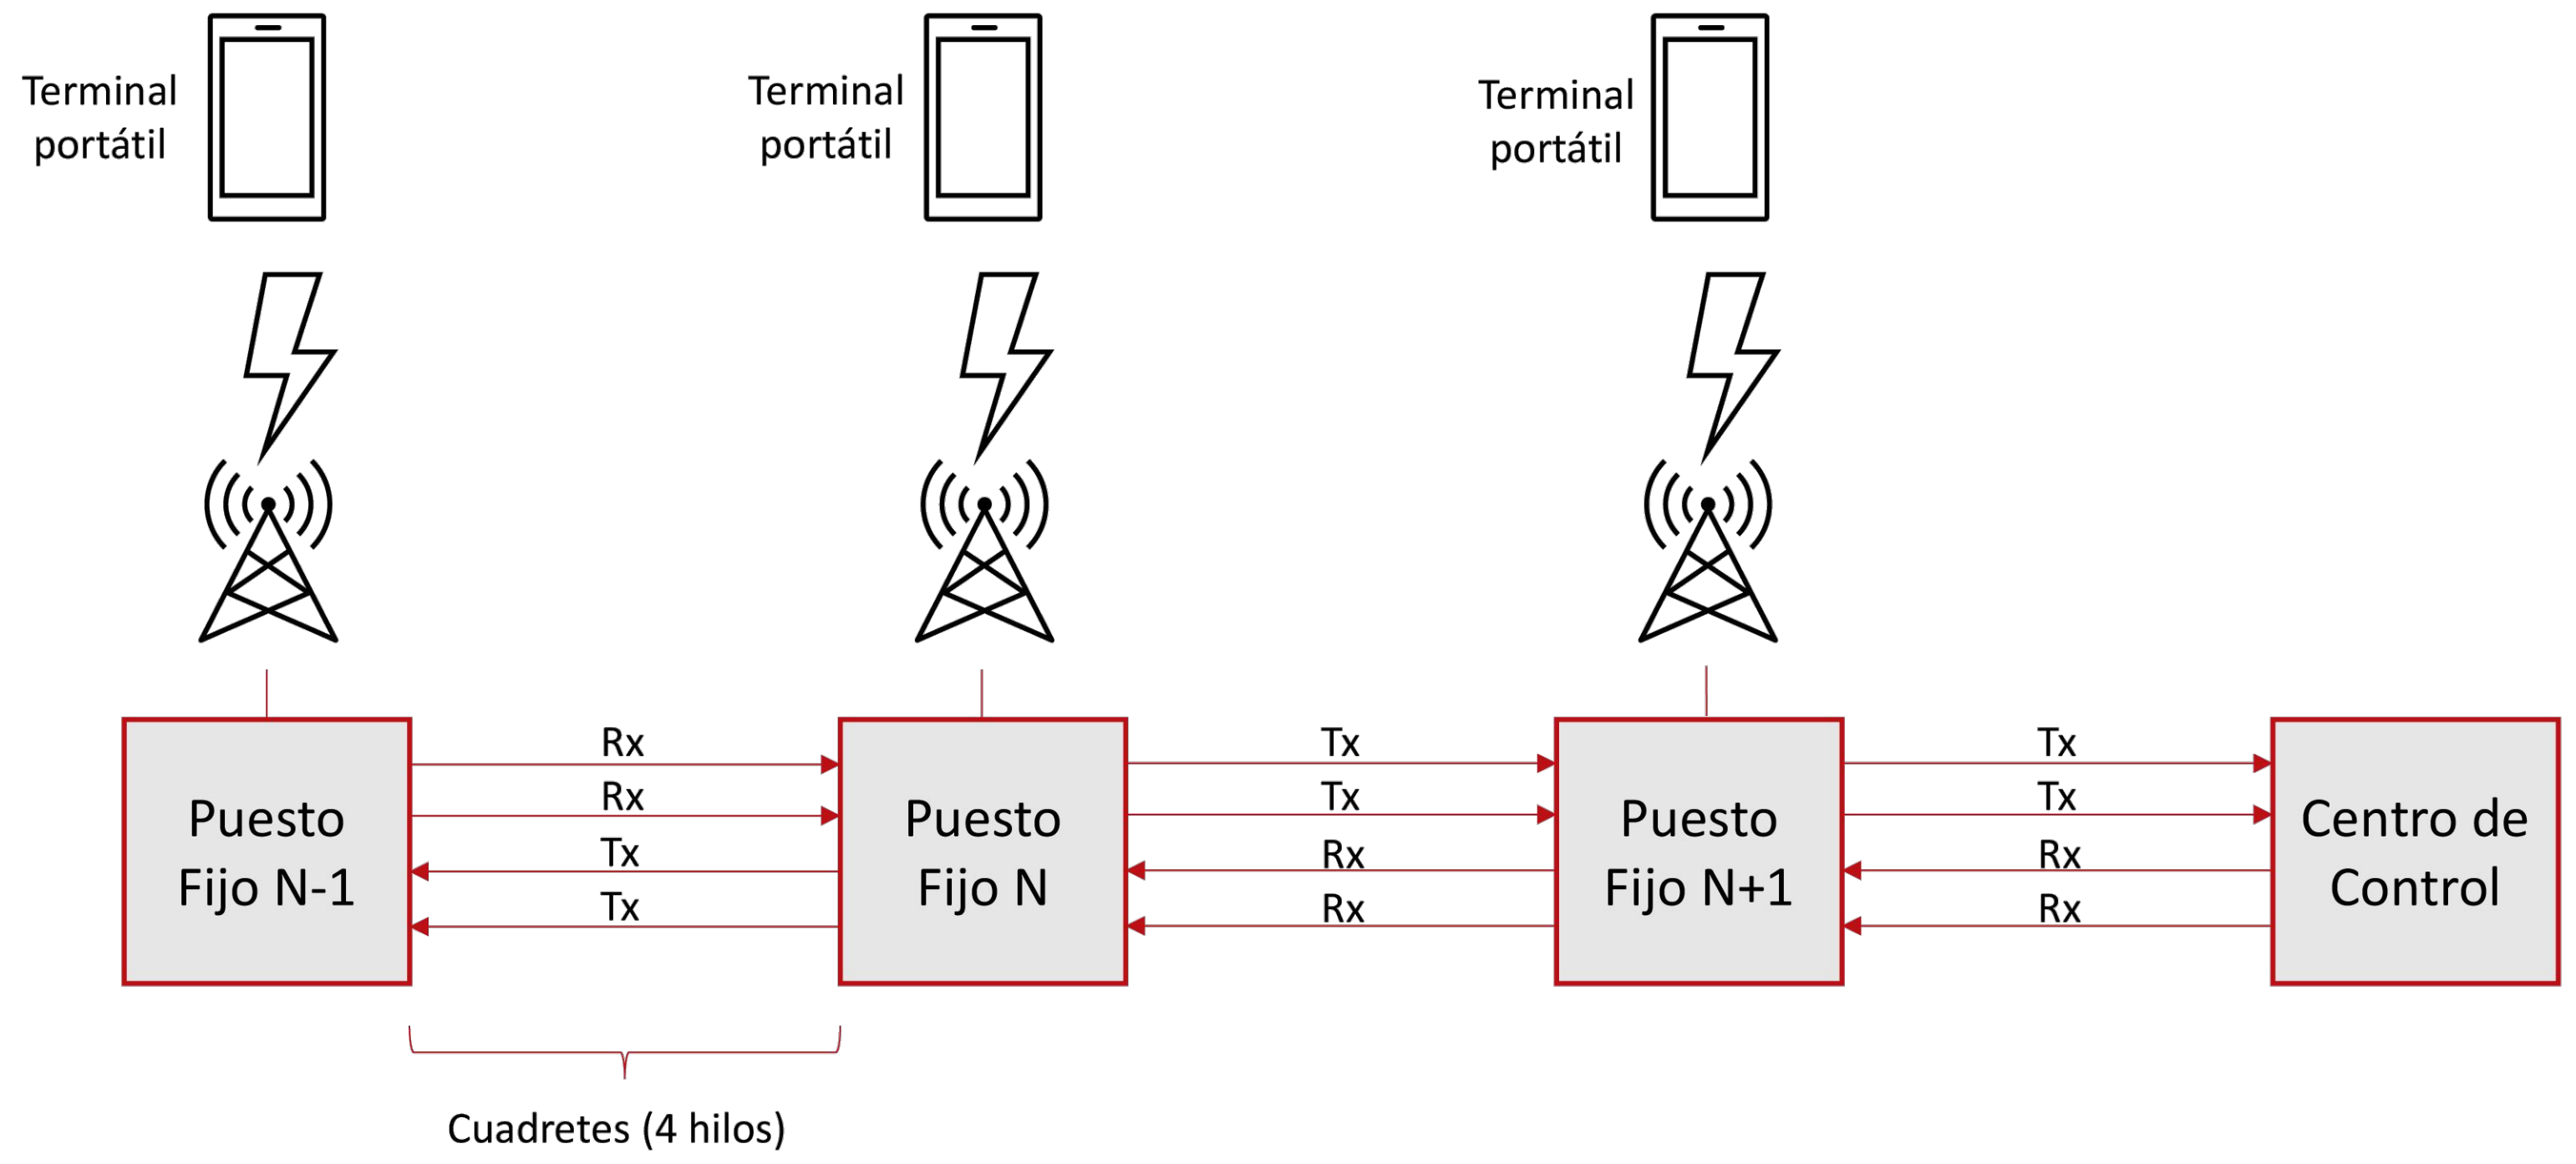 Terminal
portátil
Terminal
portátil
Terminal
portátil
Rx
Rx
Tx
Tx
Tx
Tx
Rx
Rx
Tx
Tx
Rx
Rx
Puesto
Fijo N-1
Puesto
Fijo N
Puesto
Fijo N+1
Centro de
Control
Cuadretes (4 hilos)